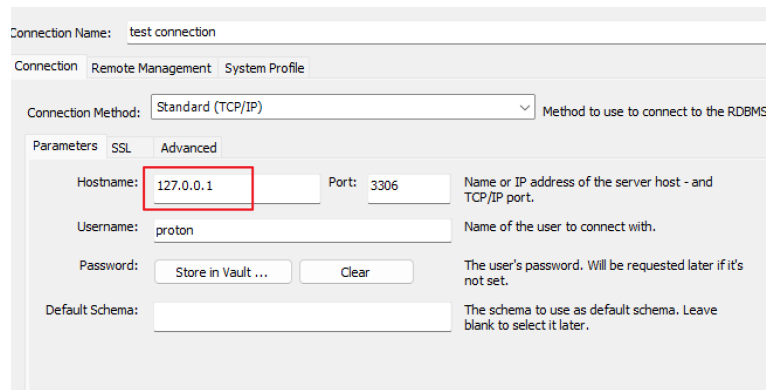 Connection Name: test connection
Connection Remote Management System Profile
Connection Method: Standard (TCP/IP) Method to use to connect to the RDBMS
Parameters SSL Advanced
Hostname: 127.0.0.1 Port: 3306 Name or IP address of the server host - and
TCP/IP port.
Username: proton Name of the user to connect with.
Password: Store in Vault ... Clear The user's password. Will be requested later if it's
not set.
Default Schema: The schema to use as default schema. Leave
blank to select it later.